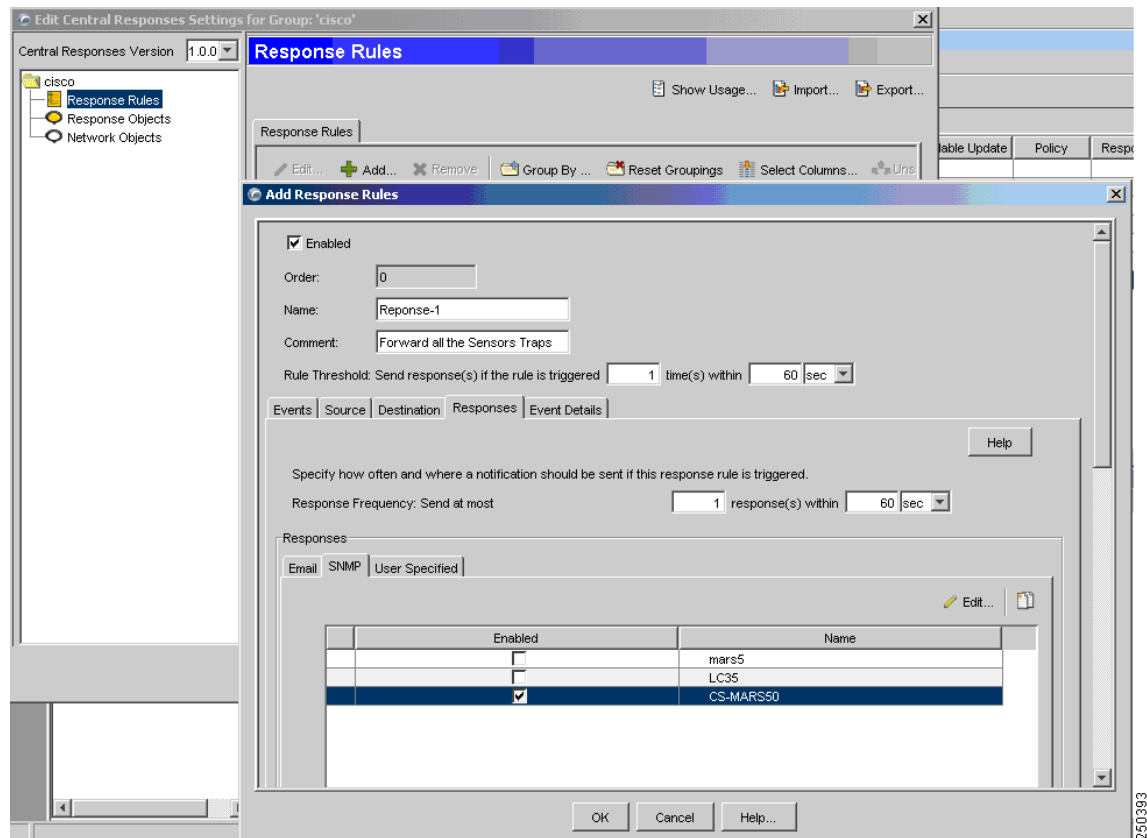 Edit Central Responses Settings for Group: 'cisco'
Central Responses Version 1.0.0
cisco
Response Rules
Response Objects
Network Objects
Response Rules
Show Usage... Import... Export...
Response Rules
Edit... Add... Remove Group By ... Reset Groupings Select Columns... Uns
lable Update Policy Respo
Add Response Rules
Enabled
Order: 0
Name: Reponse-1
Comment: Forward all the Sensors Traps
Rule Threshold: Send response(s) if the rule is triggered 1 time(s) within 60 sec
Events Source Destination Responses Event Details
Help
Specify how often and where a notification should be sent if this response rule is triggered.
Response Frequency: Send at most 1 response(s) within 60 sec
Responses
Email SNMP User Specified
Edit...
Enabled Name
mars5
LC35
CS-MARS50
OK Cancel Help...
250393